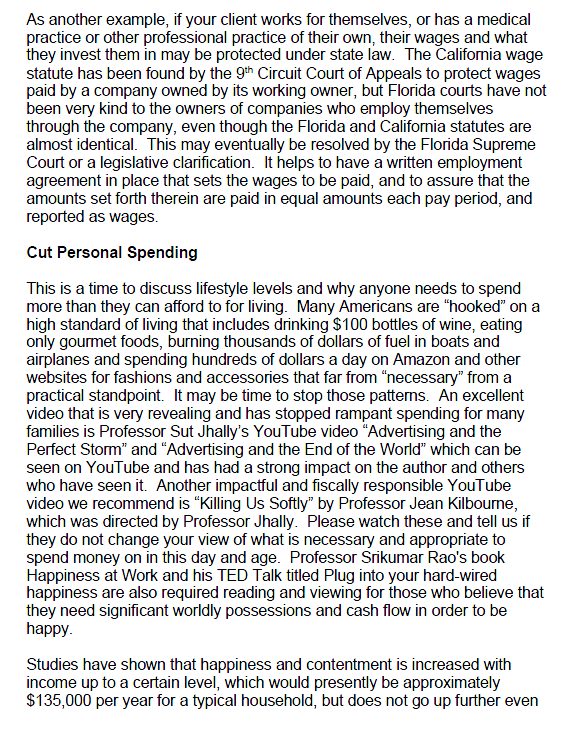 As another example, if your client works for themselves, or has a medical
practice or other professional practice of their own, their wages and what
they invest them in may be protected under state law.  The California wage
statute has been found by the 9th Circuit Court of Appeals to protect wages
paid by a company owned by its working owner, but Florida courts have not
been very kind to the owners of companies who employ themselves
through the company, even though the Florida and California statutes are
almost identical.  This may eventually be resolved by the Florida Supreme
Court or a legislative clarification.  It helps to have a written employment
agreement in place that sets the wages to be paid, and to assure that the
amounts set forth therein are paid in equal amounts each pay period, and
reported as wages.
Cut Personal Spending
This is a time to discuss lifestyle levels and why anyone needs to spend
more than they can afford to for living.  Many Americans are “hooked” on a
high standard of living that includes drinking $100 bottles of wine, eating
only gourmet foods, burning thousands of dollars of fuel in boats and
airplanes and spending hundreds of dollars a day on Amazon and other
websites for fashions and accessories that far from “necessary” from a
practical standpoint.  It may be time to stop those patterns.  An excellent
video that is very revealing and has stopped rampant spending for many
families is Professor Sut Jhally’s YouTube video “Advertising and the
Perfect Storm” and “Advertising and the End of the World” which can be
seen on YouTube and has had a strong impact on the author and others
who have seen it.  Another impactful and fiscally responsible YouTube
video we recommend is “Killing Us Softly” by Professor Jean Kilbourne,
which was directed by Professor Jhally.  Please watch these and tell us if
they do not change your view of what is necessary and appropriate to
spend money on in this day and age.  Professor Srikumar Rao's book
Happiness at Work and his TED Talk titled Plug into your hard-wired
happiness are also required reading and viewing for those who believe that
they need significant worldly possessions and cash flow in order to be
happy.
Studies have shown that happiness and contentment is increased with
income up to a certain level, which would presently be approximately
$135,000 per year for a typical household, but does not go up further even